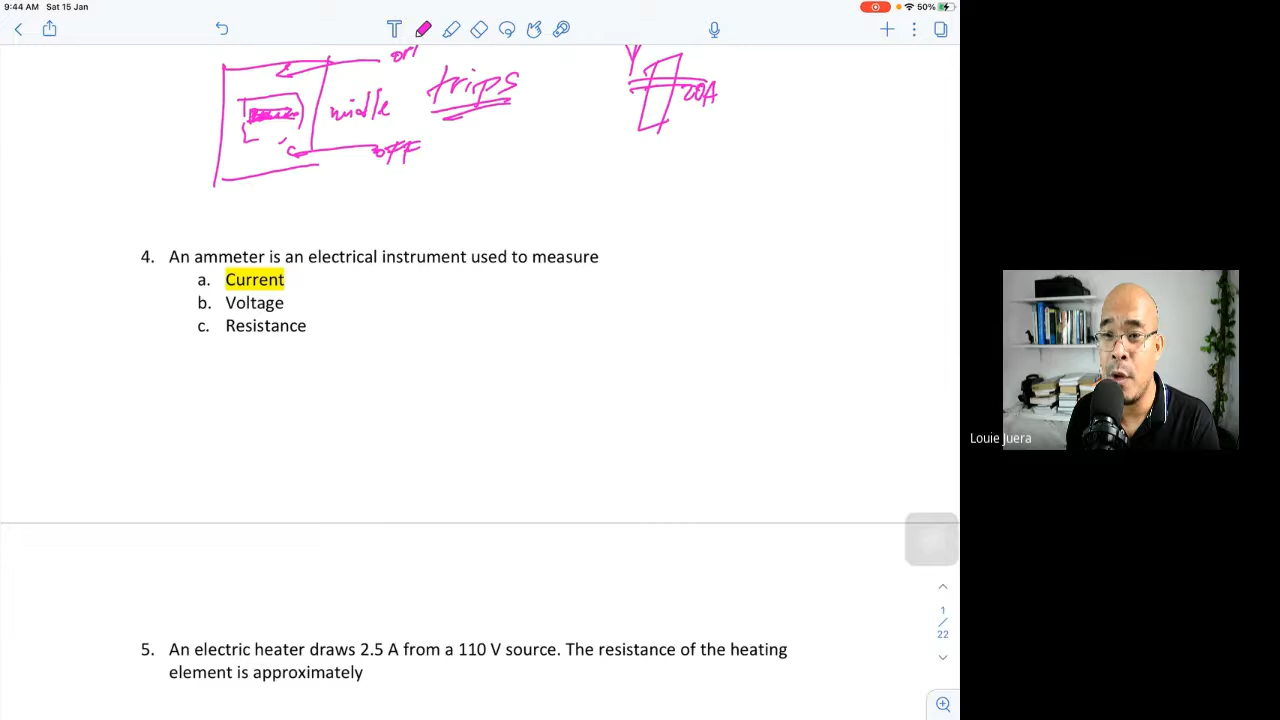 9:44 AM Sat 15 Jan
50%
T
on
middle
trips
off
20A
4. An ammeter is an electrical instrument used to measure
a. Current
b. Voltage
c. Resistance
Louie Juera
1
/
22
5. An electric heater draws 2.5 A from a 110 V source. The resistance of the heating
element is approximately